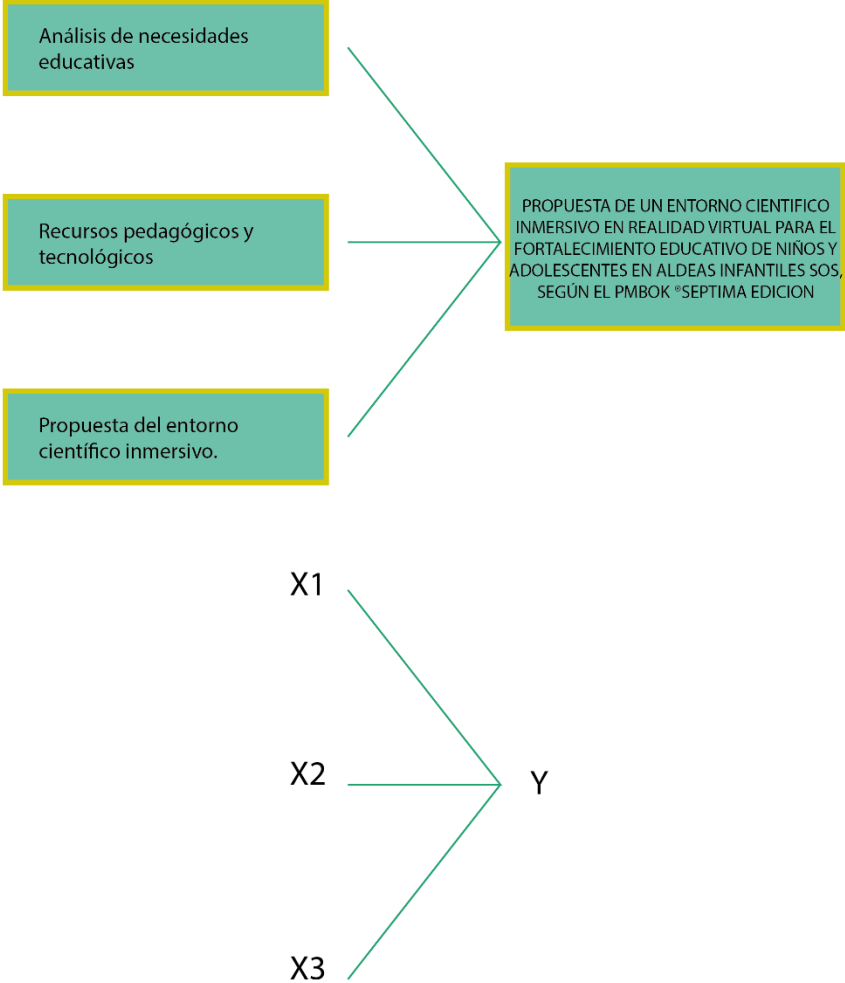 Análisis de necesidades
educativas
Recursos pedagógicos y
tecnológicos
Propuesta del entorno
científico inmersivo.
PROPUESTA DE UN ENTORNO CIENTIFICO
INMERSIVO EN REALIDAD VIRTUAL PARA EL
FORTALECIMIENTO EDUCATIVO DE NIÑOS Y
ADOLESCENTES EN ALDEAS INFANTILES SOS,
SEGÚN EL PMBOK ®SEPTIMA EDICION
X1
X2
Y
X3